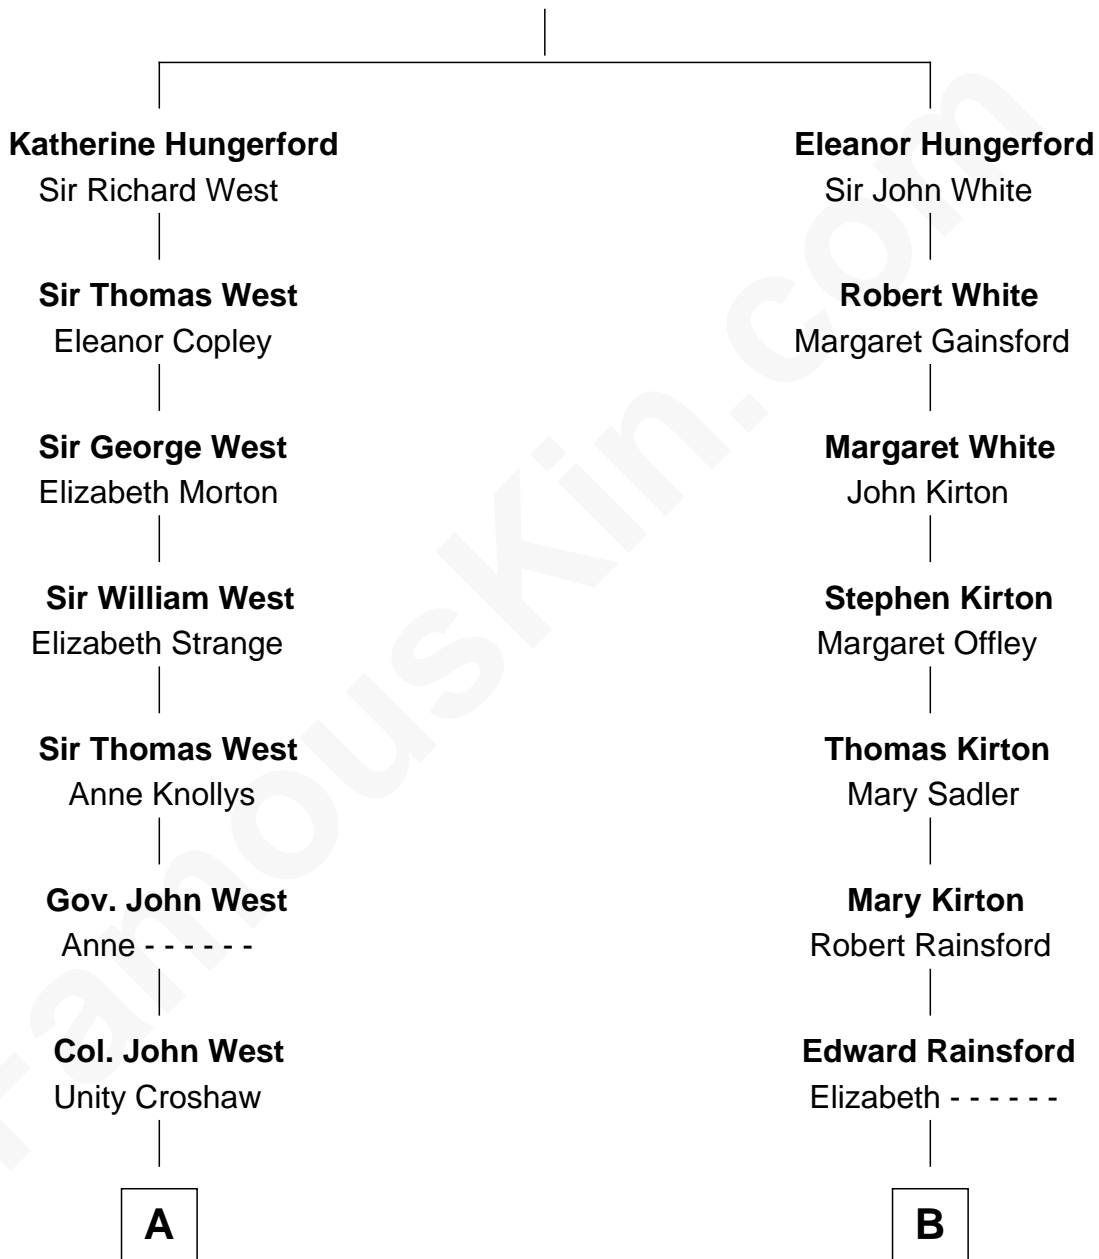 Katherine Hungerford
Sir Richard West
Eleanor Hungerford
Sir John White
Sir Thomas West
Eleanor Copley
Robert White
Margaret Gainsford
Sir George West
Elizabeth Morton
Margaret White
John Kirton
Sir William West
Elizabeth Strange
Stephen Kirton
Margaret Offley
Sir Thomas West
Anne Knollys
Thomas Kirton
Mary Sadler
Gov. John West
Anne - - - - - -
Mary Kirton
Robert Rainsford
Col. John West
Unity Croshaw
Edward Rainsford
Elizabeth - - - - - -
A
B
FamousKin.com